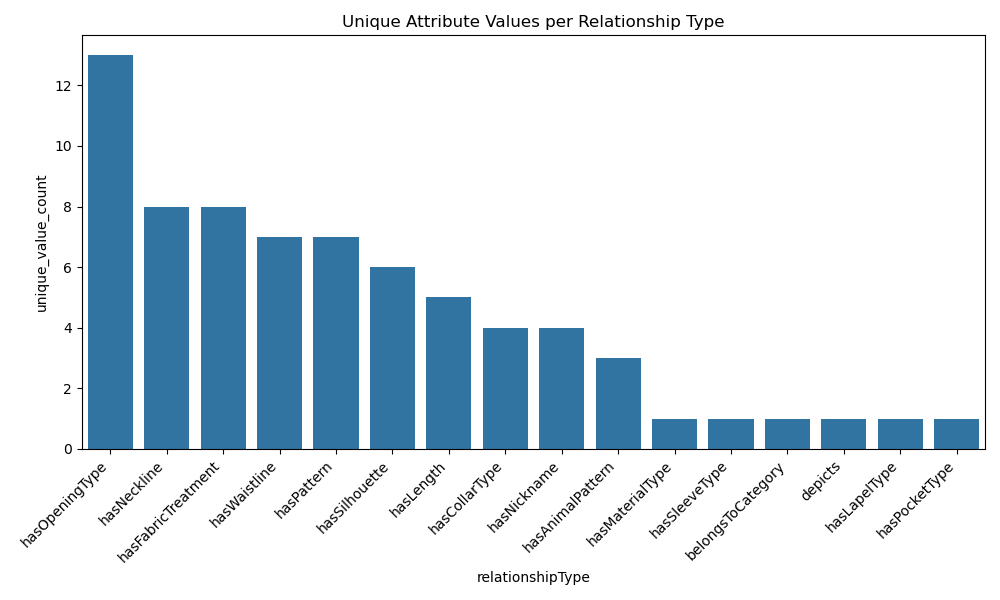 Unique Attribute Values per Relationship Type
unique_value_count
12
10
8
6
4
2
0
hasOpeningType
hasNeckline
hasFabricTreatment
hasWaistline
hasPattern
hasSilhouette
hasLength
hasCollarType
hasNickname
hasAnimalPattern
hasMaterialType
hasSleeveType
belongsToCategory
depicts
hasLapelType
hasPocketType
relationshipType